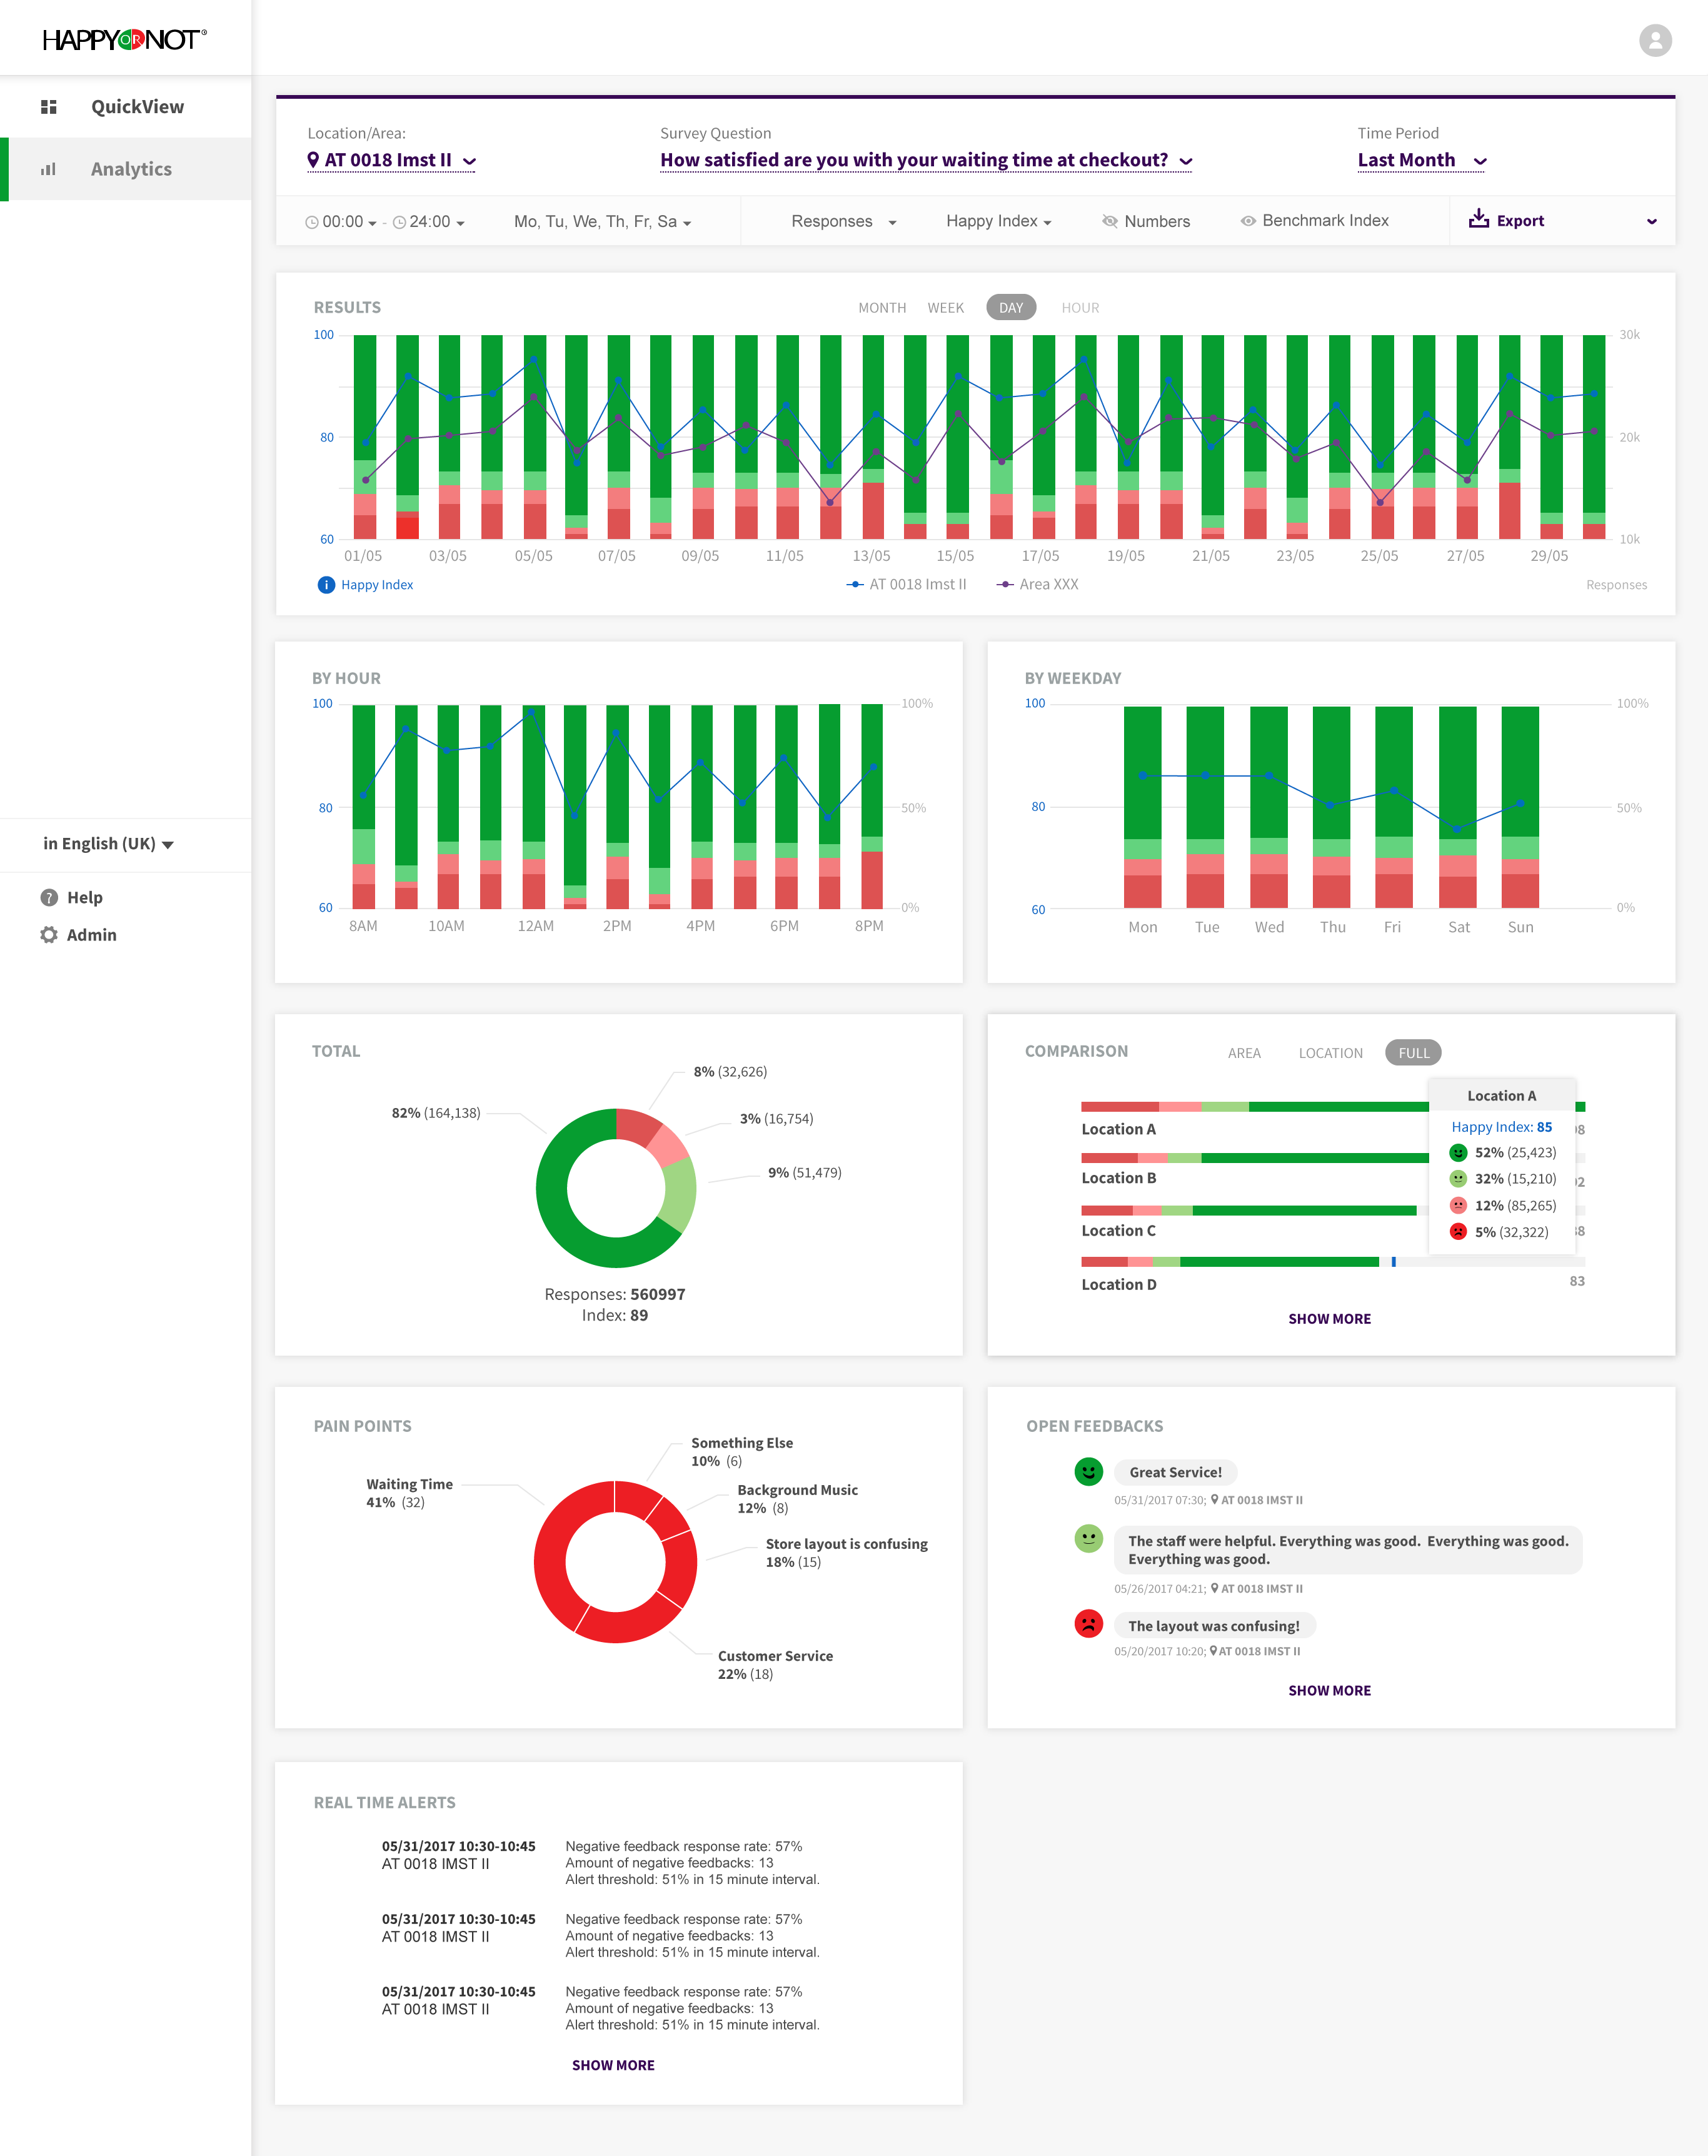 HAPPY OR NOT
QuickView
Analytics
in English (UK)
Help
Admin
Location/Area:
AT 0018 Imst II
Survey Question
How satisfied are you with your waiting time at checkout?
Time Period
Last Month
00:00 - 24:00
Mo, Tu, We, Th, Fr, Sa
Responses
Happy Index
Numbers
Benchmark Index
Export
RESULTS
MONTH WEEK DAY HOUR
100
80
60
30k
20k
10k
01/05 03/05 05/05 07/05 09/05 11/05 13/05 15/05 17/05 19/05 21/05 23/05 25/05 27/05 29/05
Happy Index
AT 0018 Imst II
Area XXX
Responses
BY HOUR
100
80
60
100%
50%
0%
8AM 10AM 12AM 2PM 4PM 6PM 8PM
BY WEEKDAY
100
80
60
100%
50%
0%
Mon Tue Wed Thu Fri Sat Sun
TOTAL
8% (32,626)
82% (164,138)
3% (16,754)
9% (51,479)
Responses: 560997
Index: 89
COMPARISON
AREA LOCATION FULL
Location A
Location B
Location C
Location D
83
Location A
Happy Index: 85
52% (25,423)
32% (15,210)
12% (85,265)
5% (32,322)
SHOW MORE
PAIN POINTS
Something Else
10% (6)
Waiting Time
41% (32)
Background Music
12% (8)
Store layout is confusing
18% (15)
Customer Service
22% (18)
OPEN FEEDBACKS
Great Service!
05/31/2017 07:30; AT 0018 IMST II
The staff were helpful. Everything was good. Everything was good.
Everything was good.
05/26/2017 04:21; AT 0018 IMST II
The layout was confusing!
05/20/2017 10:20; AT 0018 IMST II
SHOW MORE
REAL TIME ALERTS
05/31/2017 10:30-10:45
AT 0018 IMST II
Negative feedback response rate: 57%
Amount of negative feedbacks: 13
Alert threshold: 51% in 15 minute interval.
05/31/2017 10:30-10:45
AT 0018 IMST II
Negative feedback response rate: 57%
Amount of negative feedbacks: 13
Alert threshold: 51% in 15 minute interval.
05/31/2017 10:30-10:45
AT 0018 IMST II
Negative feedback response rate: 57%
Amount of negative feedbacks: 13
Alert threshold: 51% in 15 minute interval.
SHOW MORE